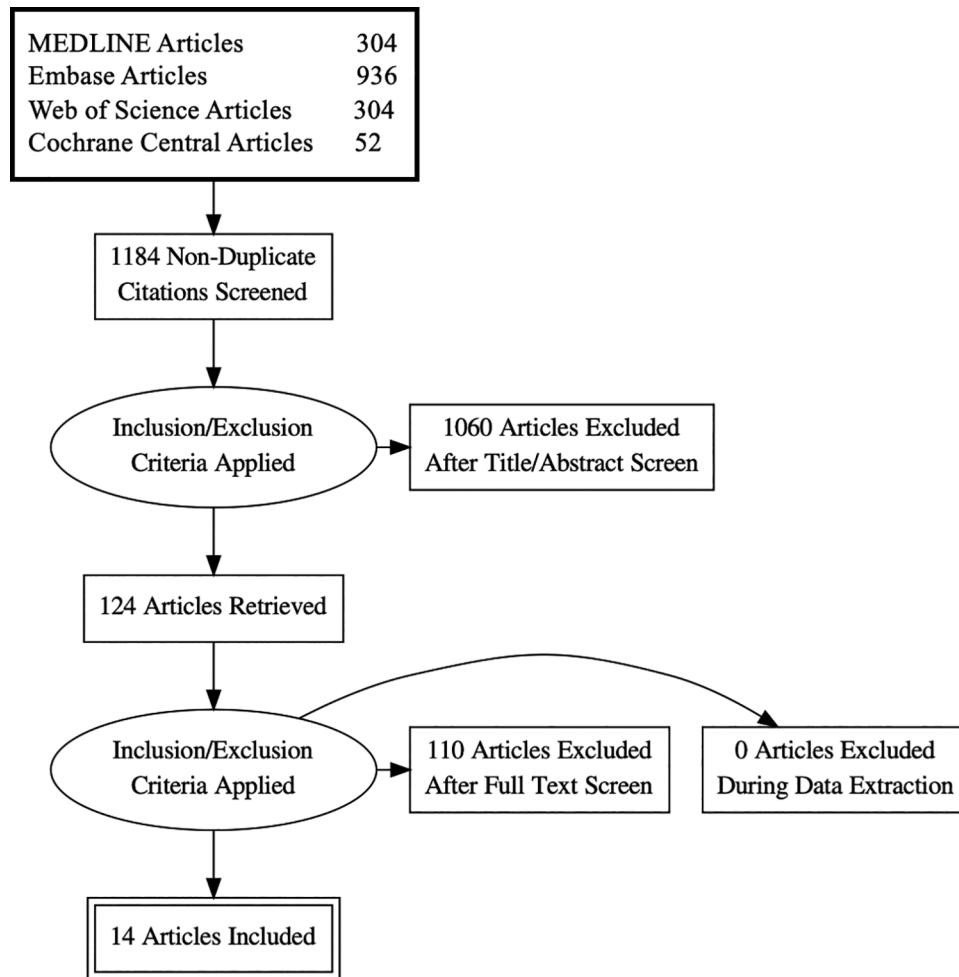 MEDLINE Articles 304
Embase Articles 936
Web of Science Articles 304
Cochrane Central Articles 52
1184 Non-Duplicate
Citations Screened
Inclusion/Exclusion
Criteria Applied
1060 Articles Excluded
After Title/Abstract Screen
124 Articles Retrieved
Inclusion/Exclusion
Criteria Applied
110 Articles Excluded
After Full Text Screen
0 Articles Excluded
During Data Extraction
14 Articles Included